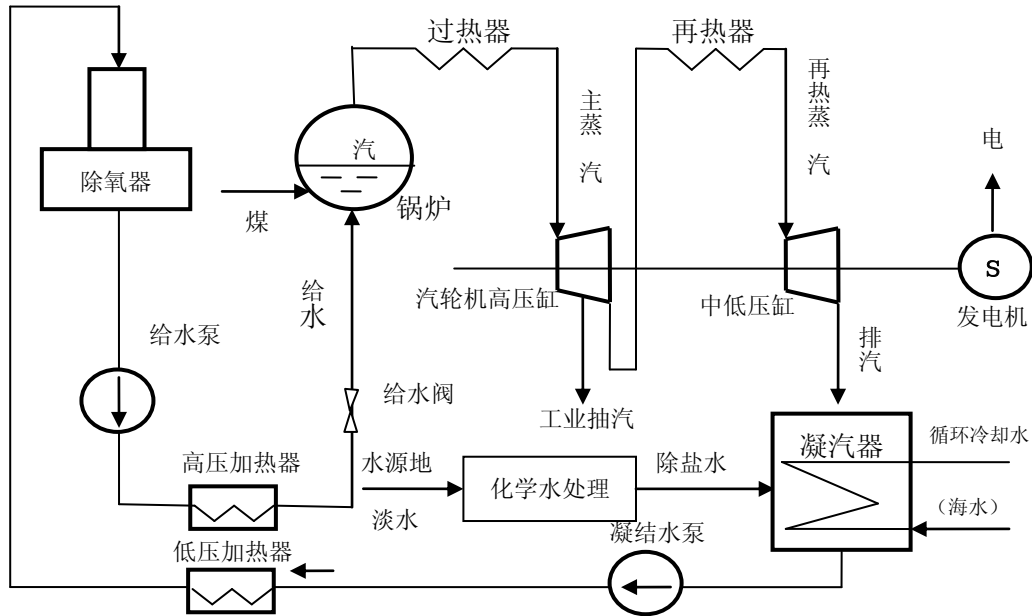 过热器
再热器
除氧器
汽
煤
锅炉
主蒸 汽
再热蒸 汽
电
S
发电机
给水
汽轮机高压缸
中低压缸
给水泵
排汽
给水阀
工业抽汽
凝汽器
循环冷却水
高压加热器
水源地
化学水处理
除盐水
（海水）
淡水
凝结水泵
低压加热器